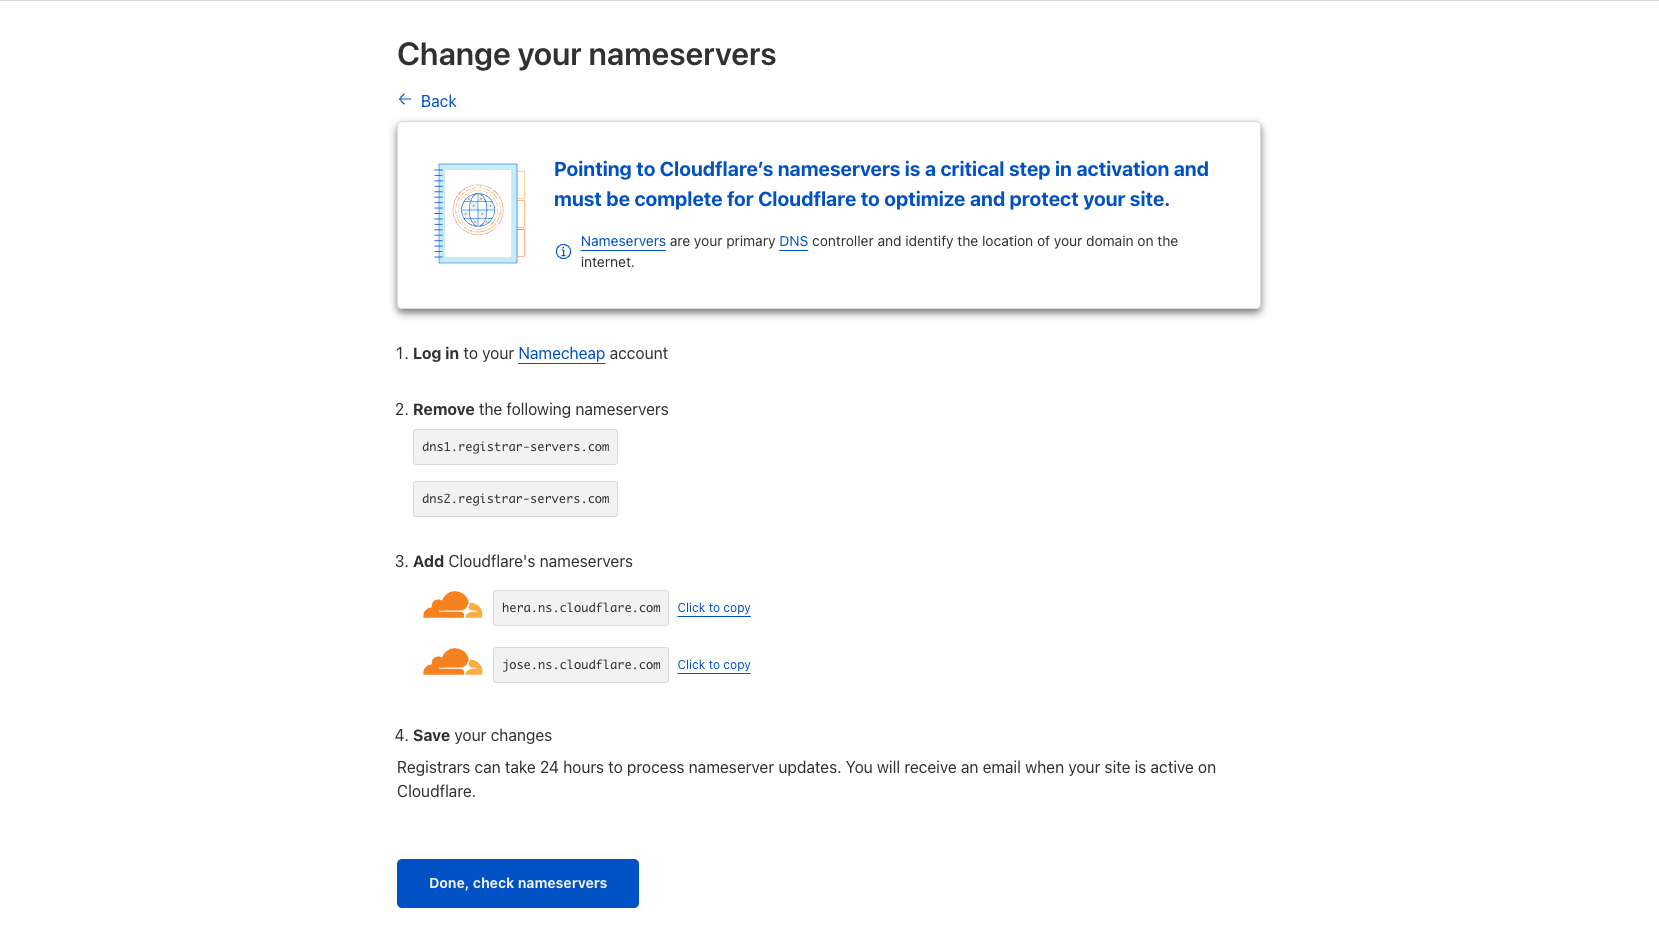 Change your nameservers
Back
Pointing to Cloudflare’s nameservers is a critical step in activation and
must be complete for Cloudflare to optimize and protect your site.
Nameservers are your primary DNS controller and identify the location of your domain on the
internet.
1. Log in to your Namecheap account
2. Remove the following nameservers
dns1.registrar-servers.com
dns2.registrar-servers.com
3. Add Cloudflare's nameservers
hera.ns.cloudflare.com Click to copy
jose.ns.cloudflare.com Click to copy
4. Save your changes
Registrars can take 24 hours to process nameserver updates. You will receive an email when your site is active on
Cloudflare.
Done, check nameservers